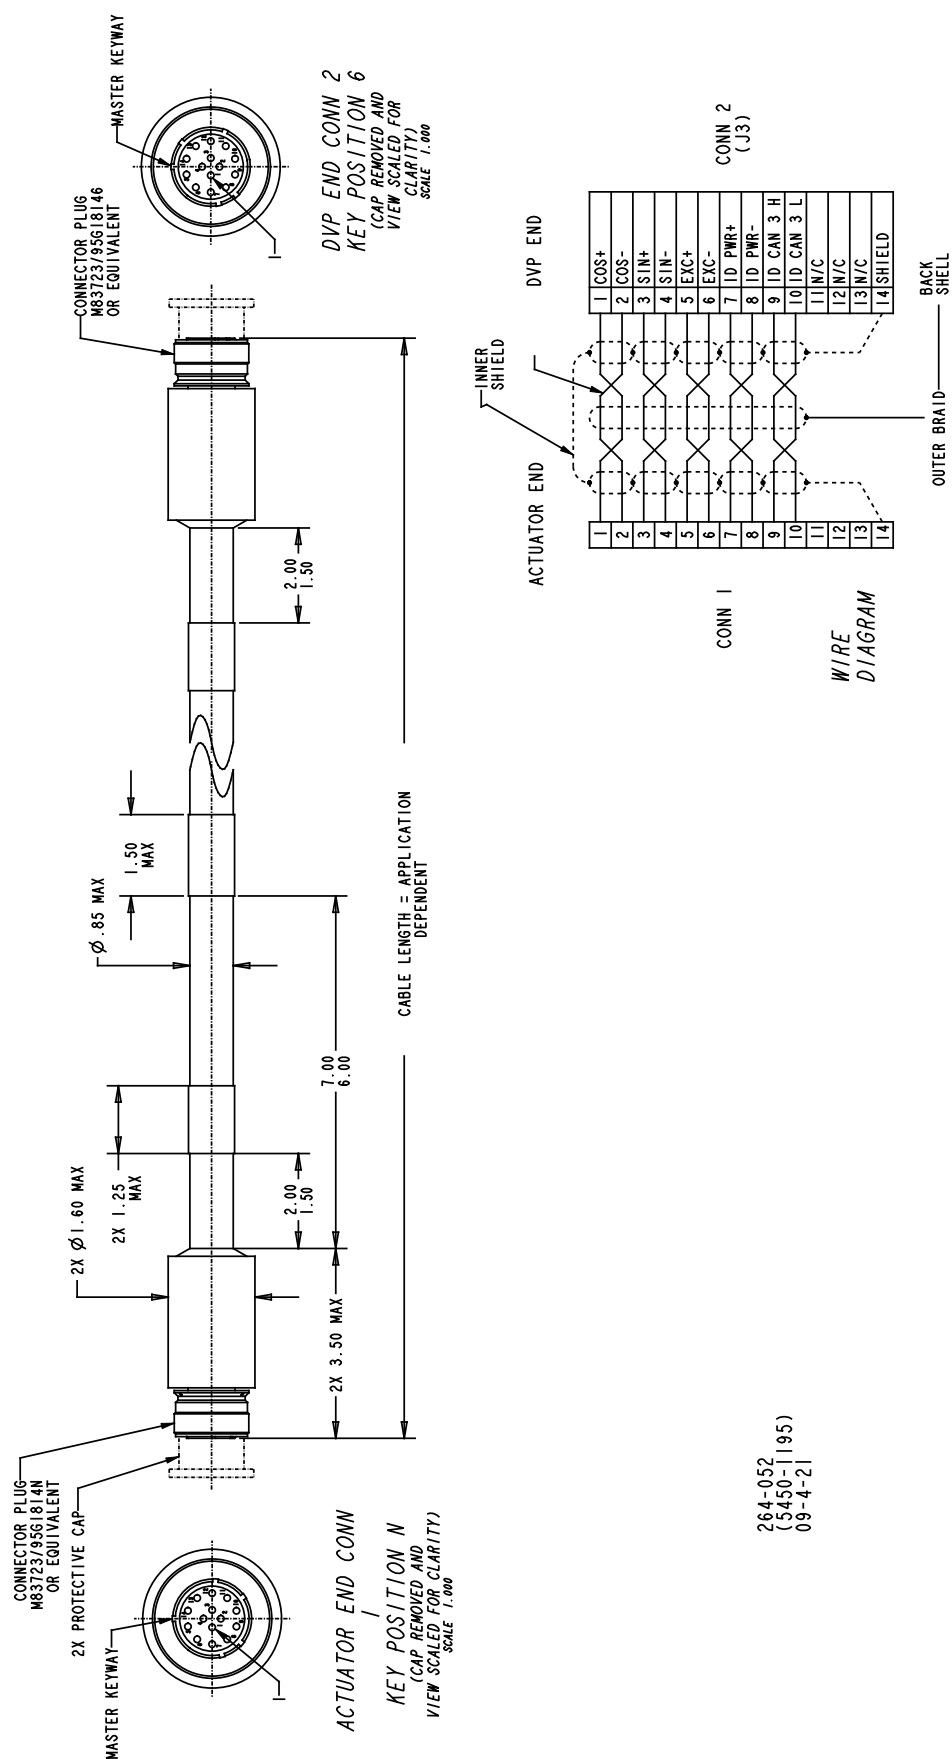 CONNECTOR PLUG
M83723/95G1814N
OR EQUIVALENT
2X PROTECTIVE CAP
MASTER KEYWAY
1
ACTUATOR END CONN
1
KEY POSITION N
(CAP REMOVED AND
VIEW SCALED FOR CLARITY)
SCALE 1.000
2X Ø1.60 MAX
2X 1.25
MAX
Ø.85 MAX
1.50
MAX
2.00
1.50
2X 3.50 MAX
7.00
6.00
CABLE LENGTH = APPLICATION
DEPENDENT
2.00
1.50
CONNECTOR PLUG
M83723/95G18146
OR EQUIVALENT
MASTER KEYWAY
1
DVP END CONN 2
KEY POSITION 6
(CAP REMOVED AND
VIEW SCALED FOR
CLARITY)
SCALE 1.000
ACTUATOR END
INNER
SHIELD
DVP END
CONN 1
1
2
3
4
5
6
7
8
9
10
11
12
13
14
1 COS+
2 COS-
3 SIN+
4 SIN-
5 EXC+
6 EXC-
7 ID PWR+
8 ID PWR-
9 ID CAN 3 H
10 ID CAN 3 L
11 N/C
12 N/C
13 N/C
14 SHIELD
CONN 2
(J3)
OUTER BRAID
BACK
SHELL
WIRE
DIAGRAM
264-052
(5450-1195)
09-4-21